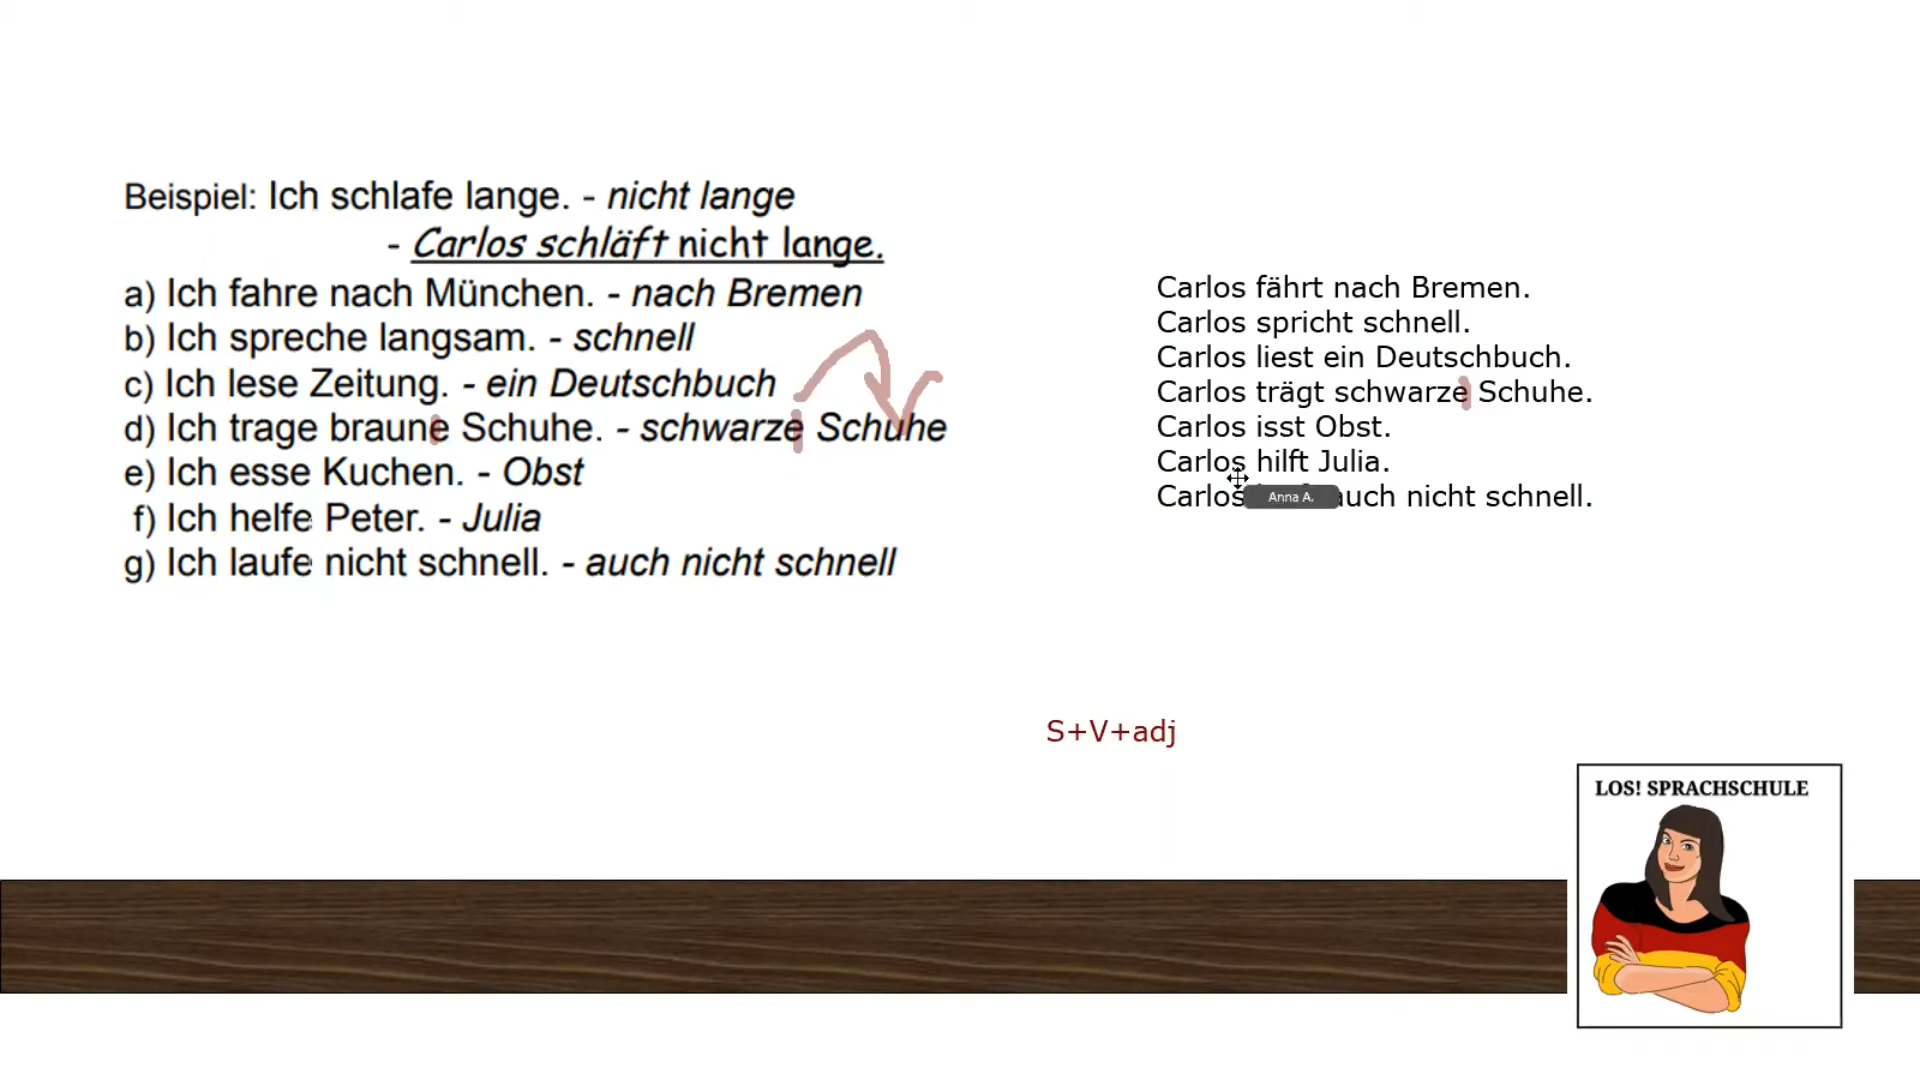 Beispiel: Ich schlafe lange. - nicht lange
- Carlos schläft nicht lange.
a) Ich fahre nach München. - nach Bremen
b) Ich spreche langsam. - schnell
c) Ich lese Zeitung. - ein Deutschbuch
d) Ich trage braune Schuhe. - schwarze Schuhe
e) Ich esse Kuchen. - Obst
f) Ich helfe Peter. - Julia
g) Ich laufe nicht schnell. - auch nicht schnell
Carlos fährt nach Bremen.
Carlos spricht schnell.
Carlos liest ein Deutschbuch.
Carlos trägt schwarze Schuhe.
Carlos isst Obst.
Carlos hilft Julia.
Carlos auch nicht schnell.
Anna A.
S+V+adj
LOS! SPRACHSCHULE